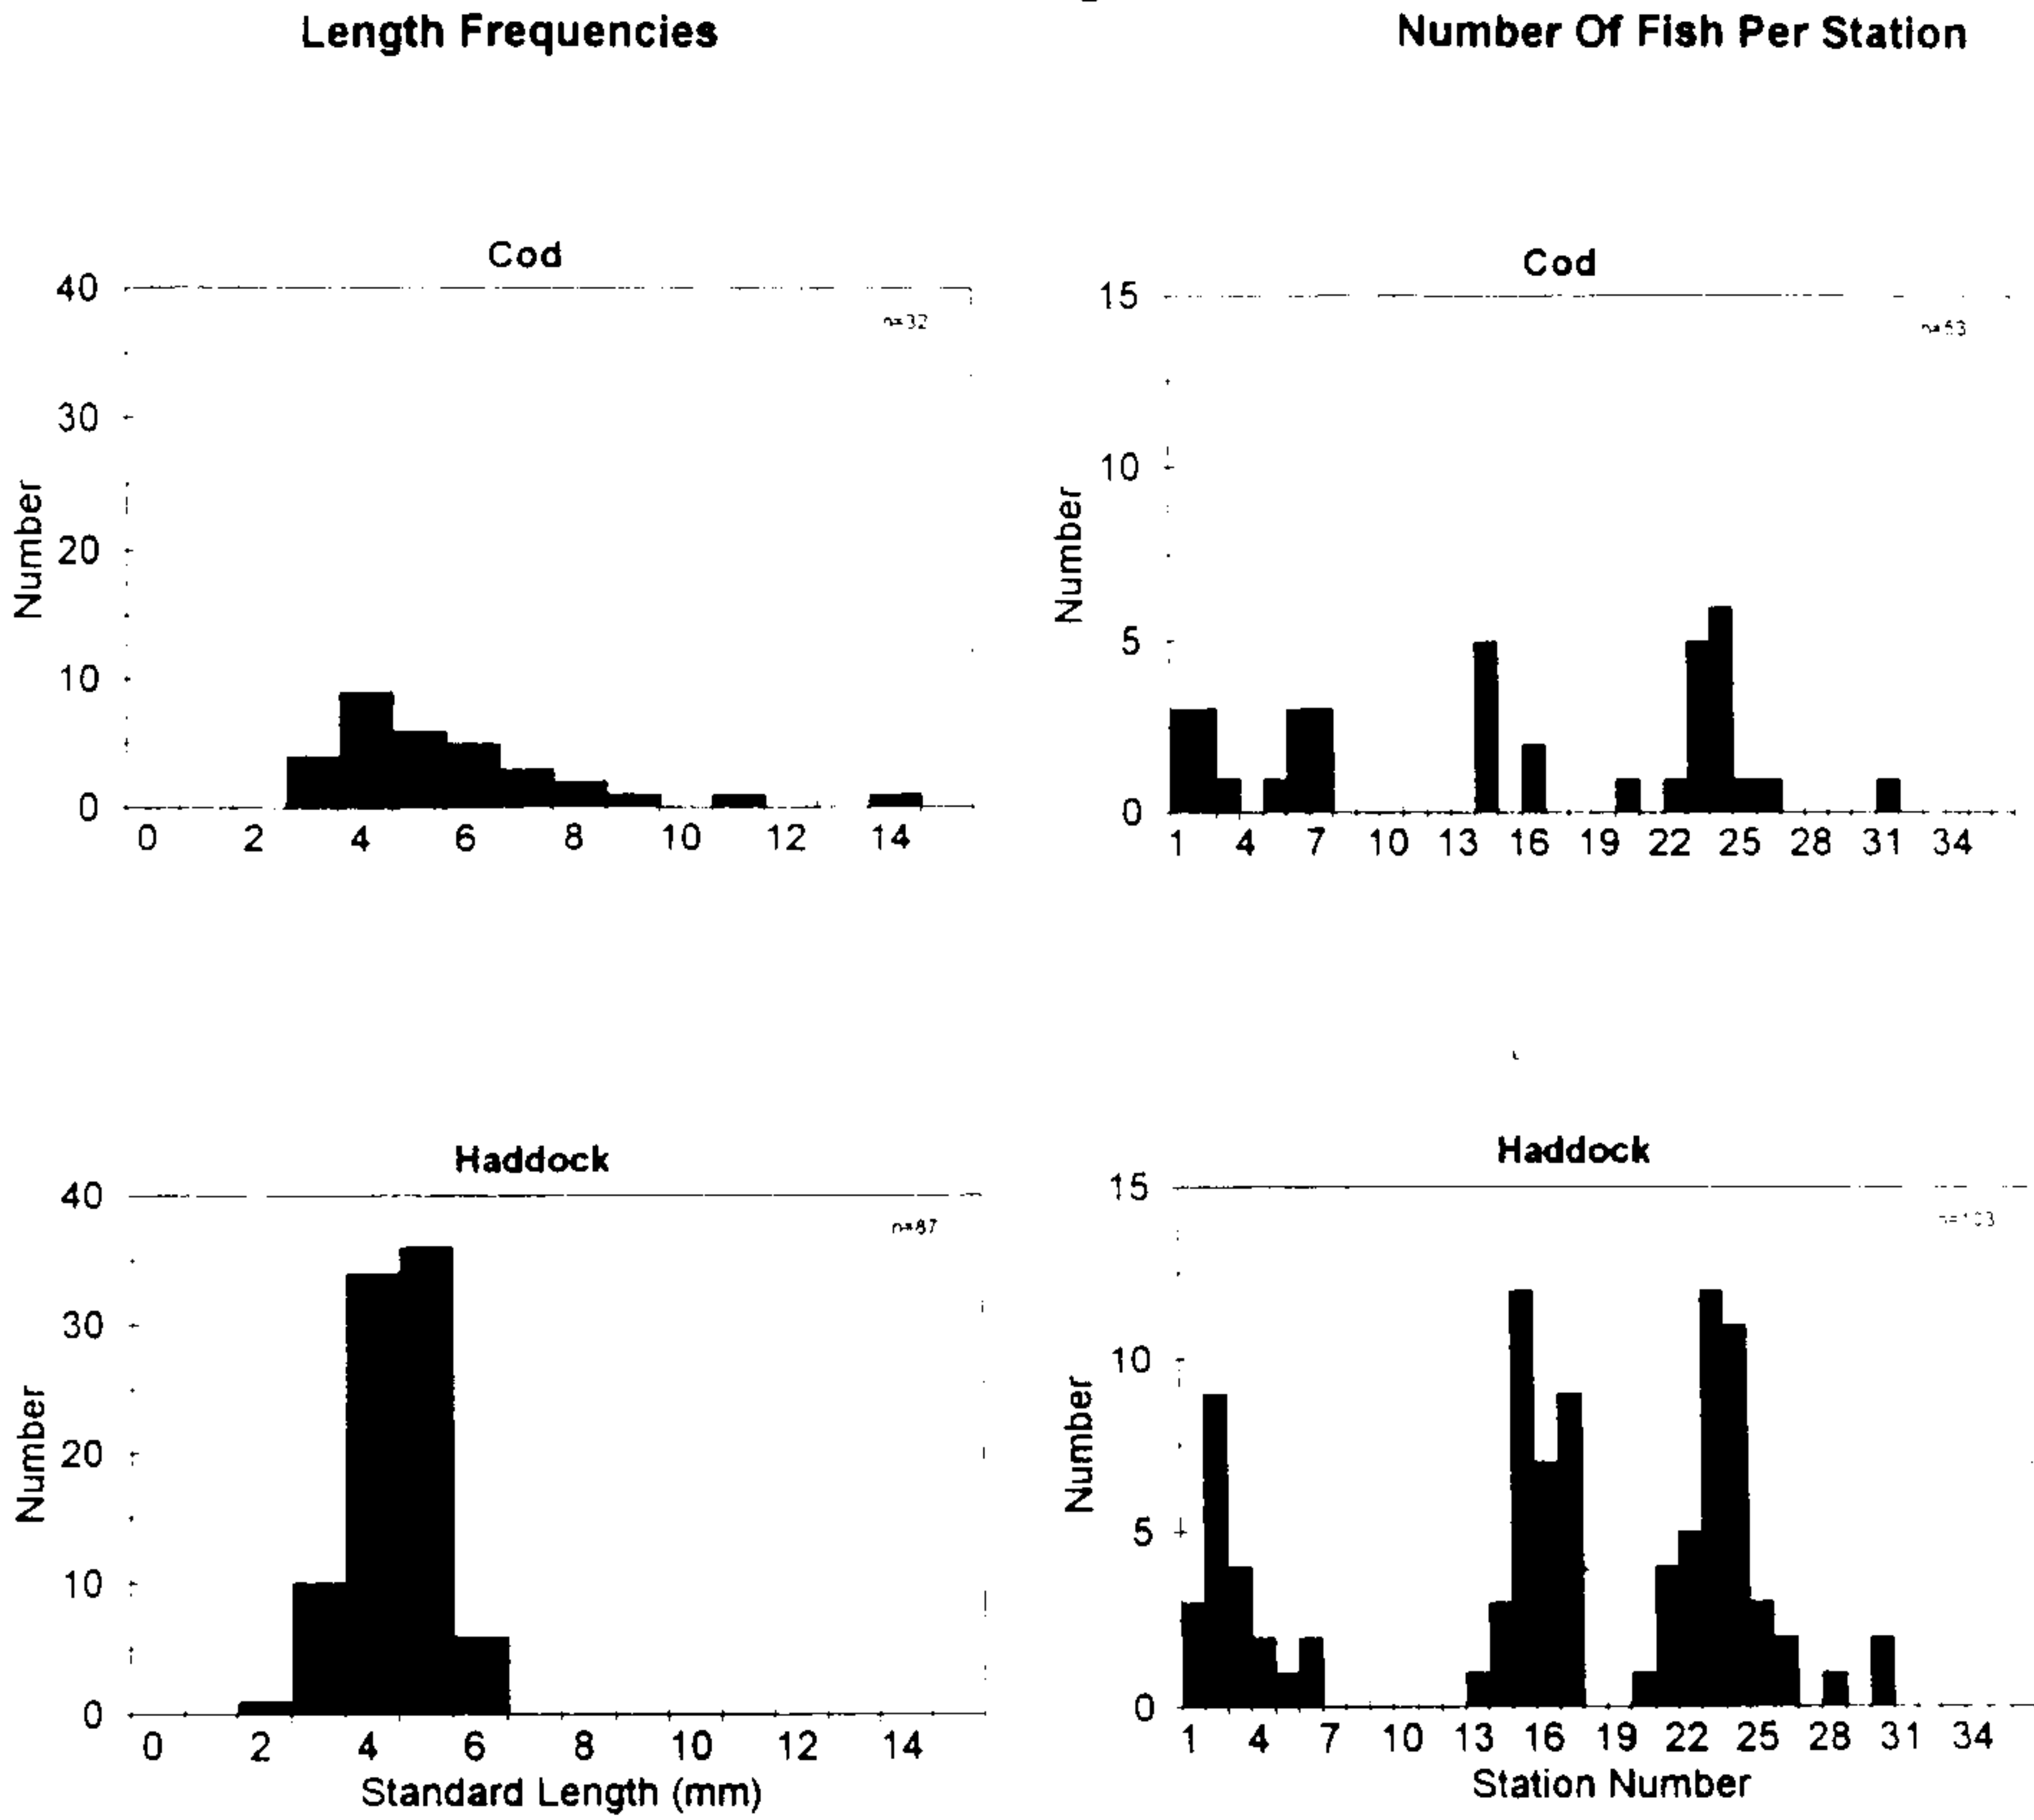 Length Frequencies
Number Of Fish Per Station
Cod
n=32
40
30
20
10
0
Number
0 2 4 6 8 10 12 14
Cod
n=53
15
10
5
0
Number
1 4 7 10 13 16 19 22 25 28 31 34
Haddock
n=87
40
30
20
10
0
Number
0 2 4 6 8 10 12 14
Standard Length (mm)
Haddock
15
10
5
0
Number
1 4 7 10 13 16 19 22 25 28 31 34
Station Number